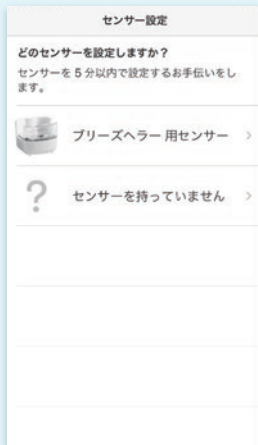 センサー設定
どのセンサーを設定しますか？
センサーを 5 分以内で設定するお手伝いをし
ます。
ブリーズヘラー 用センサー
センサーを持っていません